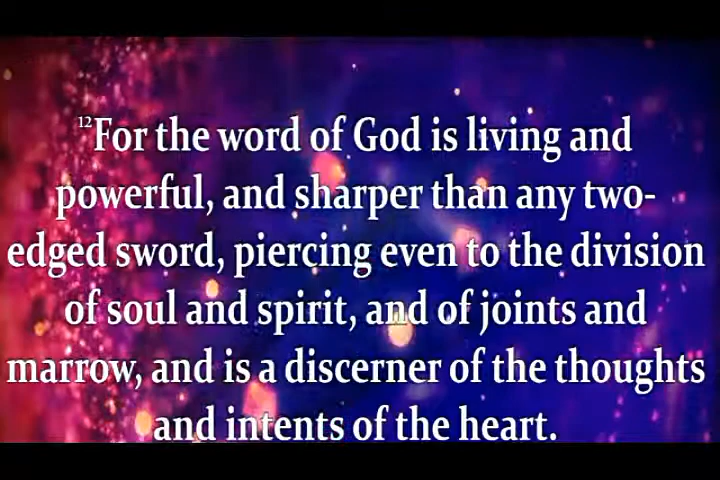 12For the word of God is living and
powerful, and sharper than any two-
edged sword, piercing even to the division
of soul and spirit, and of joints and
marrow, and is a discerner of the thoughts
and intents of the heart.